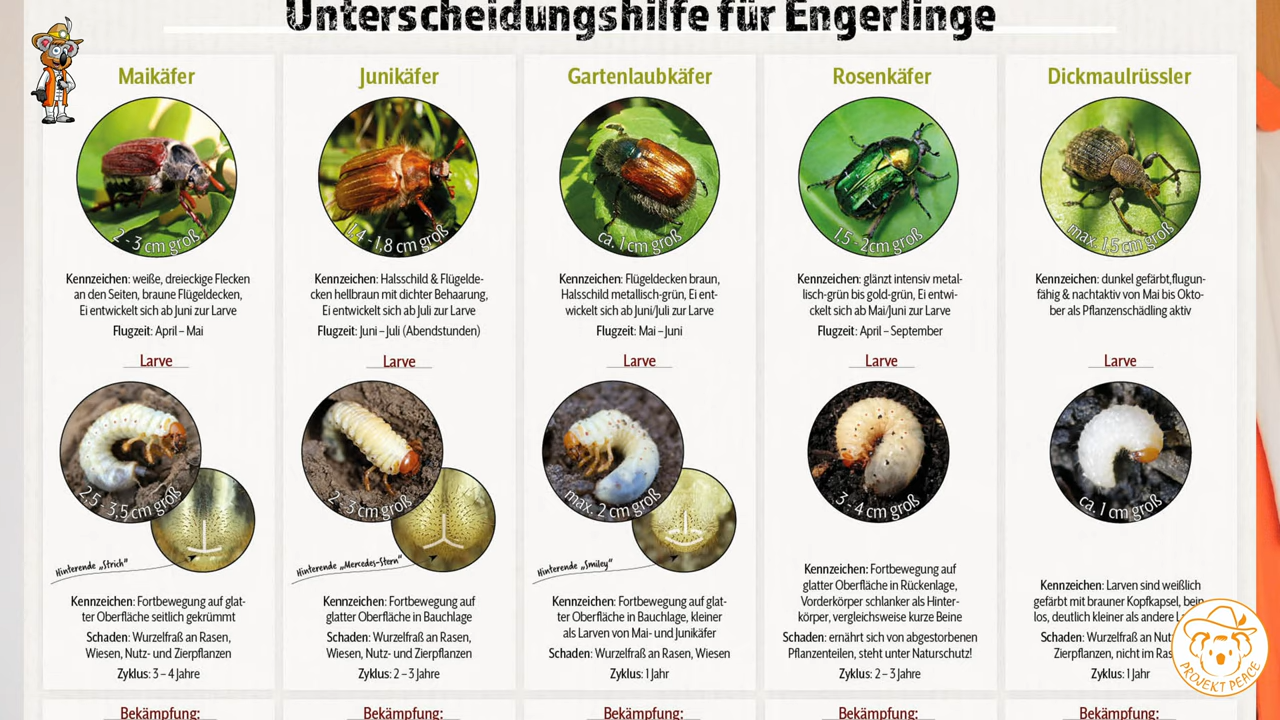 Unterscheidungshilfe für Engerlinge
Maikäfer
2 - 3 cm groß
Kennzeichen: weiße, dreieckige Flecken
an den Seiten, braune Flügeldecken,
Ei entwickelt sich ab Juni zur Larve
Flugzeit: April – Mai
Larve
2,5 - 3,5 cm groß
Hinterende „Strich"
Kennzeichen: Fortbewegung auf glat-
ter Oberfläche seitlich gekrümmt
Schaden: Wurzelfraß an Rasen,
Wiesen, Nutz- und Zierpflanzen
Zyklus: 3 – 4 Jahre
Bekämpfung:
Junikäfer
1,4 - 1,8 cm groß
Kennzeichen: Halsschild & Flügelde-
cken hellbraun mit dichter Behaarung,
Ei entwickelt sich ab Juli zur Larve
Flugzeit: Juni – Juli (Abendstunden)
Larve
2 - 3 cm groß
Hinterende „Mercedes-Stern"
Kennzeichen: Fortbewegung auf
glatter Oberfläche in Bauchlage
Schaden: Wurzelfraß an Rasen,
Wiesen, Nutz- und Zierpflanzen
Zyklus: 2 – 3 Jahre
Bekämpfung:
Gartenlaubkäfer
ca. 1 cm groß
Kennzeichen: Flügeldecken braun,
Halsschild metallisch-grün, Ei ent-
wickelt sich ab Juni/Juli zur Larve
Flugzeit: Mai – Juni
Larve
max. 2 cm groß
Hinterende „Smiley"
Kennzeichen: Fortbewegung auf glat-
ter Oberfläche in Bauchlage, kleiner
als Larven von Mai- und Junikäfer
Schaden: Wurzelfraß an Rasen, Wiesen
Zyklus: 1 Jahr
Bekämpfung:
Rosenkäfer
1,5 - 2cm groß
Kennzeichen: glänzt intensiv metal-
lisch-grün bis gold-grün, Ei entwi-
ckelt sich ab Mai/Juni zur Larve
Flugzeit: April – September
Larve
3 - 4 cm groß
Kennzeichen: Fortbewegung auf
glatter Oberfläche in Rückenlage,
Vorderkörper schlanker als Hinter-
körper, vergleichsweise kurze Beine
Schaden: ernährt sich von abgestorbenen
Pflanzenteilen, steht unter Naturschutz!
Zyklus: 2 – 3 Jahre
Bekämpfung:
Dickmaulrüssler
max. 1,5 cm groß
Kennzeichen: dunkel gefärbt,flugun-
fähig & nachtaktiv von Mai bis Okto-
ber als Pflanzenschädling aktiv
Larve
ca. 1 cm groß
Kennzeichen: Larven sind weißlich
gefärbt mit brauner Kopfkapsel, bein-
los, deutlich kleiner als andere
Schaden: Wurzelfraß an
Zierpflanzen, nicht im
Zyklus: 1 Jahr
Bekämpfung:
PROJEKT PEACE